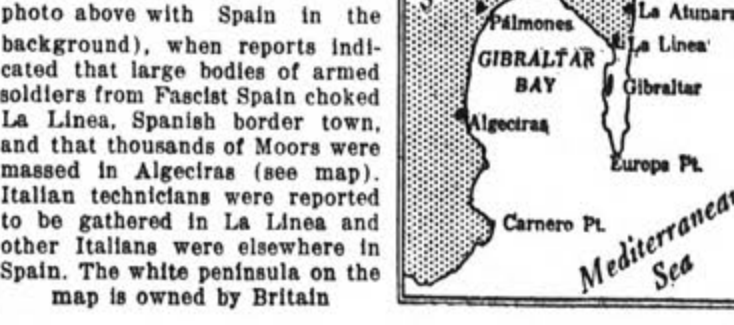 photo above with Spain in the
background), when reports indi-
cated that large bodies of armed
soldiers from Fascist Spain choked
La Linea, Spanish border town,
and that thousands of Moors were
massed in Algeciras (see map).
Italian technicians were reported
to be gathered in La Linea and
other Italians were elsewhere in
Spain. The white peninsula on the
map is owned by Britain
Palmones
La Atunar
La Linea
GIBRALTAR
BAY
Gibraltar
Algeciras
Europa Pt.
Carnero Pt.
Mediterranean
Sea